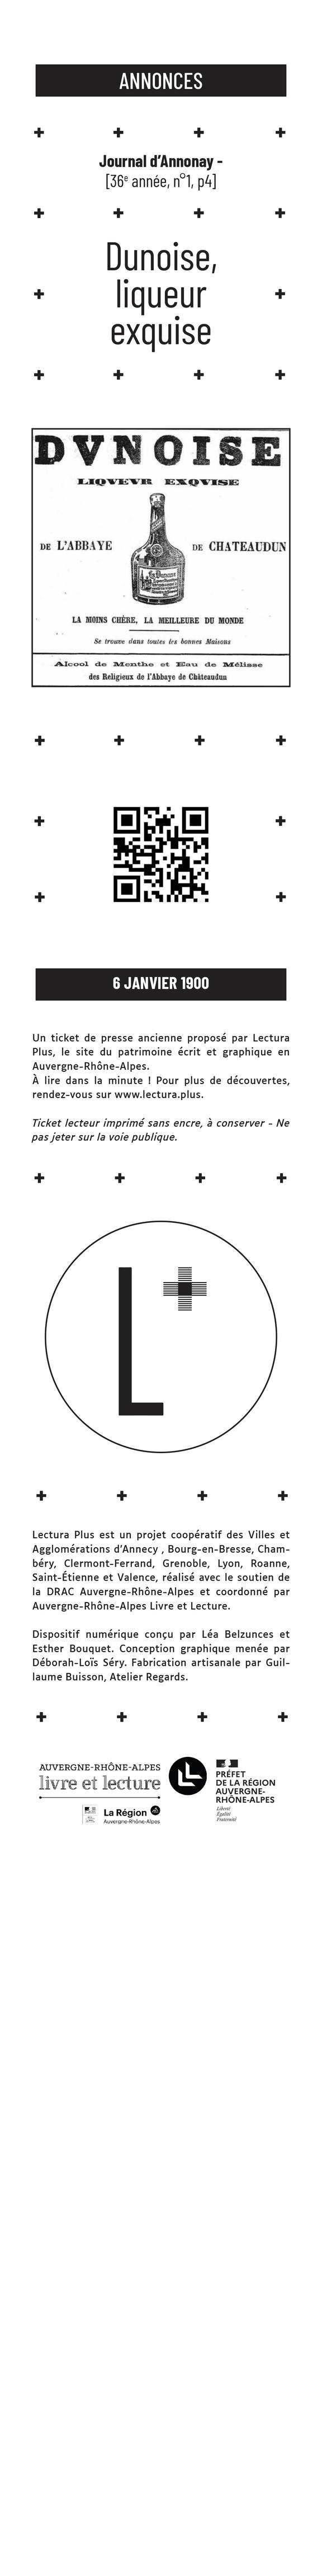 ANNONCES
Journal d'Annonay -
[36e année, n°1, p4]
Dunoise,
liqueur
exquise
DVNOISE
LIQVEVR EXQVISE
DE L'ABBAYE DE CHATEAUDUN
LA MOINS CHÈRE, LA MEILLEURE DU MONDE
Se trouve dans toutes les bonnes Maisons
Alcool de Menthe et Eau de Mélisse
des Religieux de l'Abbaye de Châteaudun
6 JANVIER 1900
Un ticket de presse ancienne proposé par Lectura
Plus, le site du patrimoine écrit et graphique en
Auvergne-Rhône-Alpes.
À lire dans la minute ! Pour plus de découvertes,
rendez-vous sur www.lectura.plus.
Ticket lecteur imprimé sans encre, à conserver - Ne
pas jeter sur la voie publique.
L+
Lectura Plus est un projet coopératif des Villes et
Agglomérations d'Annecy , Bourg-en-Bresse, Cham-
béry, Clermont-Ferrand, Grenoble, Lyon, Roanne,
Saint-Étienne et Valence, réalisé avec le soutien de
la DRAC Auvergne-Rhône-Alpes et coordonné par
Auvergne-Rhône-Alpes Livre et Lecture.
Dispositif numérique conçu par Léa Belzunces et
Esther Bouquet. Conception graphique menée par
Déborah-Loïs Séry. Fabrication artisanale par Guil-
laume Buisson, Atelier Regards.
AUVERGNE-RHÔNE-ALPES
livre et lecture
La Région
Auvergne-Rhône-Alpes
PRÉFET
DE LA RÉGION
AUVERGNE-
RHÔNE-ALPES
Liberté
Égalité
Fraternité